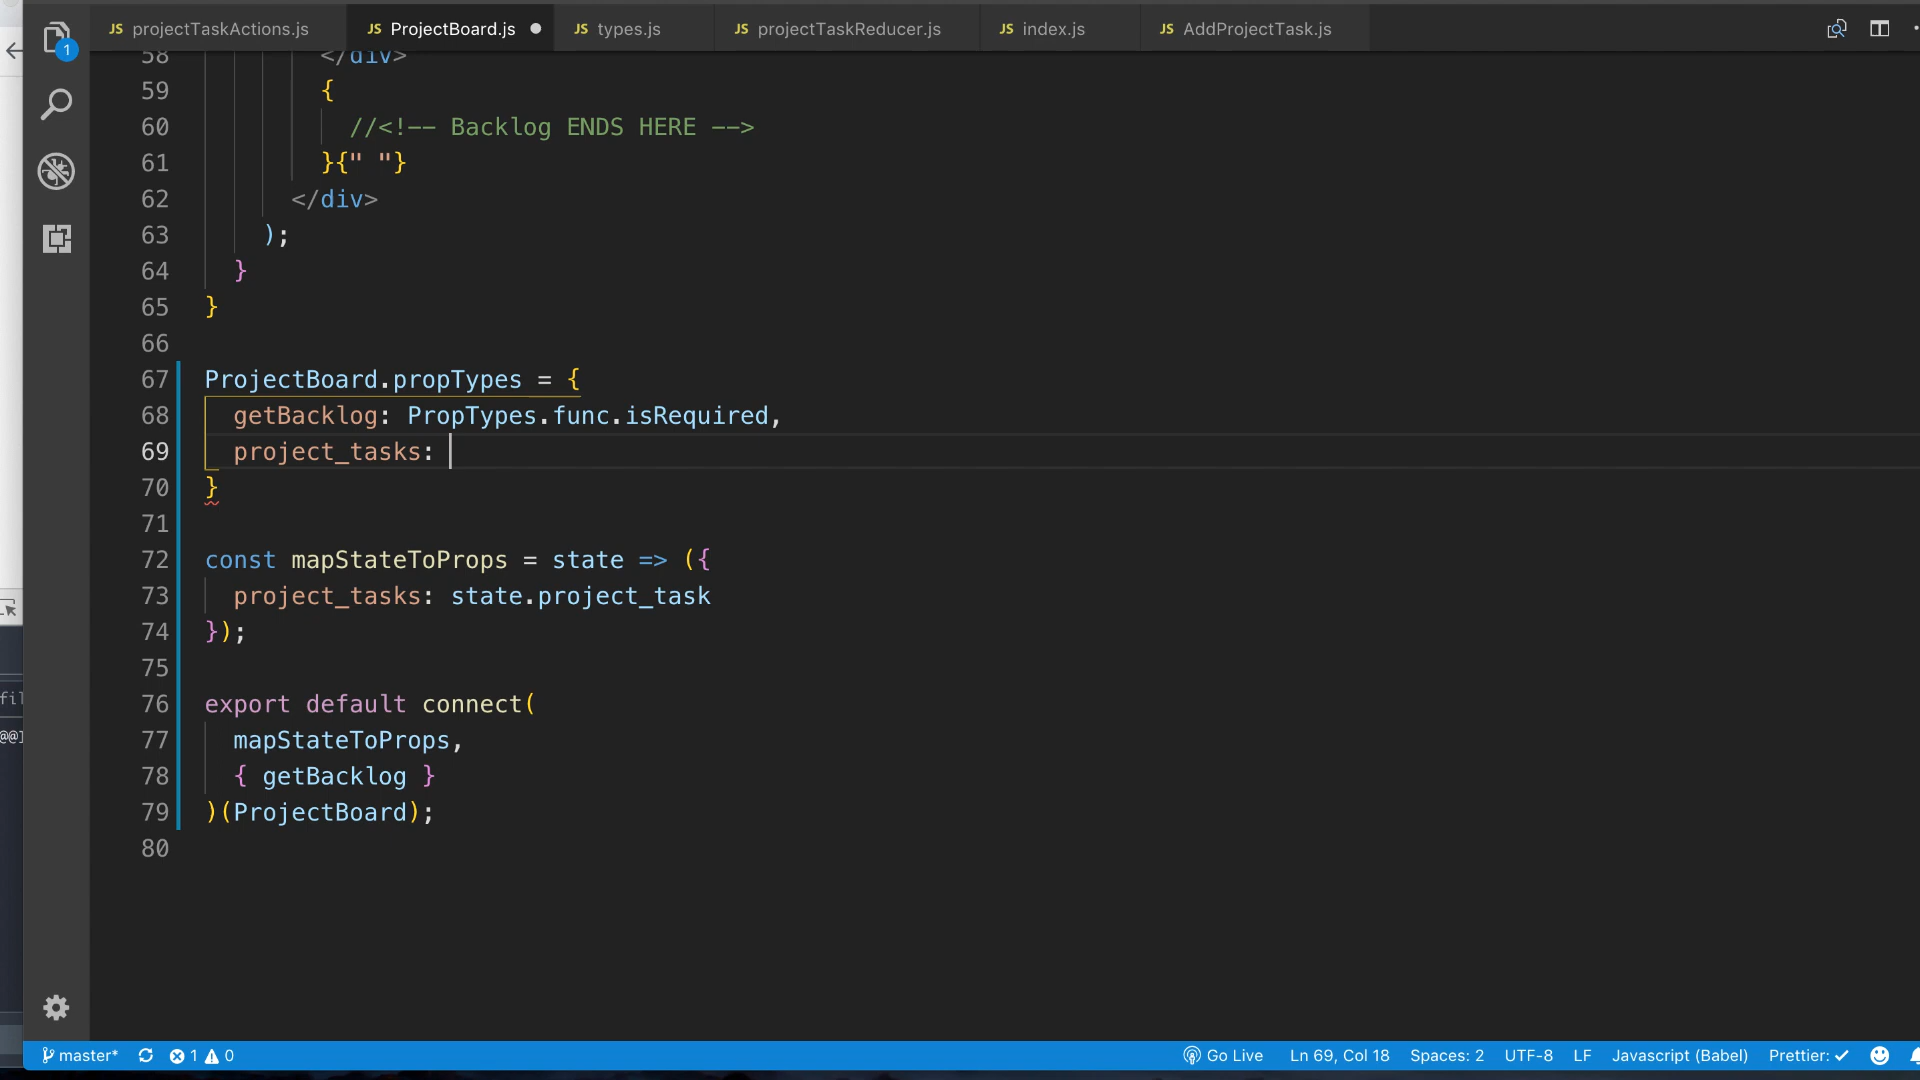 JS projectTaskActions.js
JS ProjectBoard.js
JS types.js
JS projectTaskReducer.js
JS index.js
JS AddProjectTask.js
1
58 </div>
59 {
60 //<!-- Backlog ENDS HERE -->
61 }{" "}
62 </div>
63 );
64 }
65 }
66
67 ProjectBoard.propTypes = {
68 getBacklog: PropTypes.func.isRequired,
69 project_tasks:
70 }
71
72 const mapStateToProps = state => ({
73 project_tasks: state.project_task
74 });
75
76 export default connect(
77 mapStateToProps,
78 { getBacklog }
79 )(ProjectBoard);
80
fil
@@
master* 1 0 Go Live Ln 69, Col 18 Spaces: 2 UTF-8 LF Javascript (Babel) Prettier: ✓